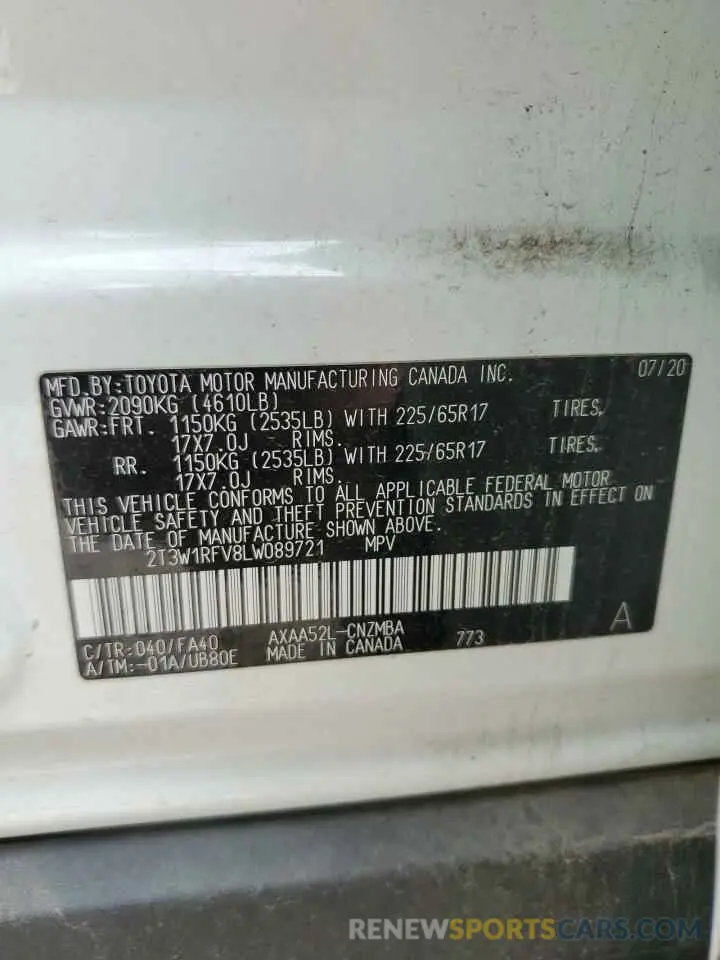 MFD.BY:TOYOTA MOTOR MANUFACTURING CANADA INC. 07/20
GVWR:2090KG (4610LB)
GAWR:FRT. 1150KG (2535LB) WITH 225/65R17 TIRES,
17X7.0J RIMS.
RR. 1150KG (2535LB) WITH 225/65R17 TIRES,
17X7.0J RIMS.
THIS VEHICLE CONFORMS TO ALL APPLICABLE FEDERAL MOTOR
VEHICLE SAFETY AND THEFT PREVENTION STANDARDS IN EFFECT ON
THE DATE OF MANUFACTURE SHOWN ABOVE.
2T3W1RFV8LW089721 MPV
C/TR:040/FA40 AXAA52L-CNZMBA 773 A
A/TM:-01A/UB80E MADE IN CANADA
RENEWSPORTSCARS.COM